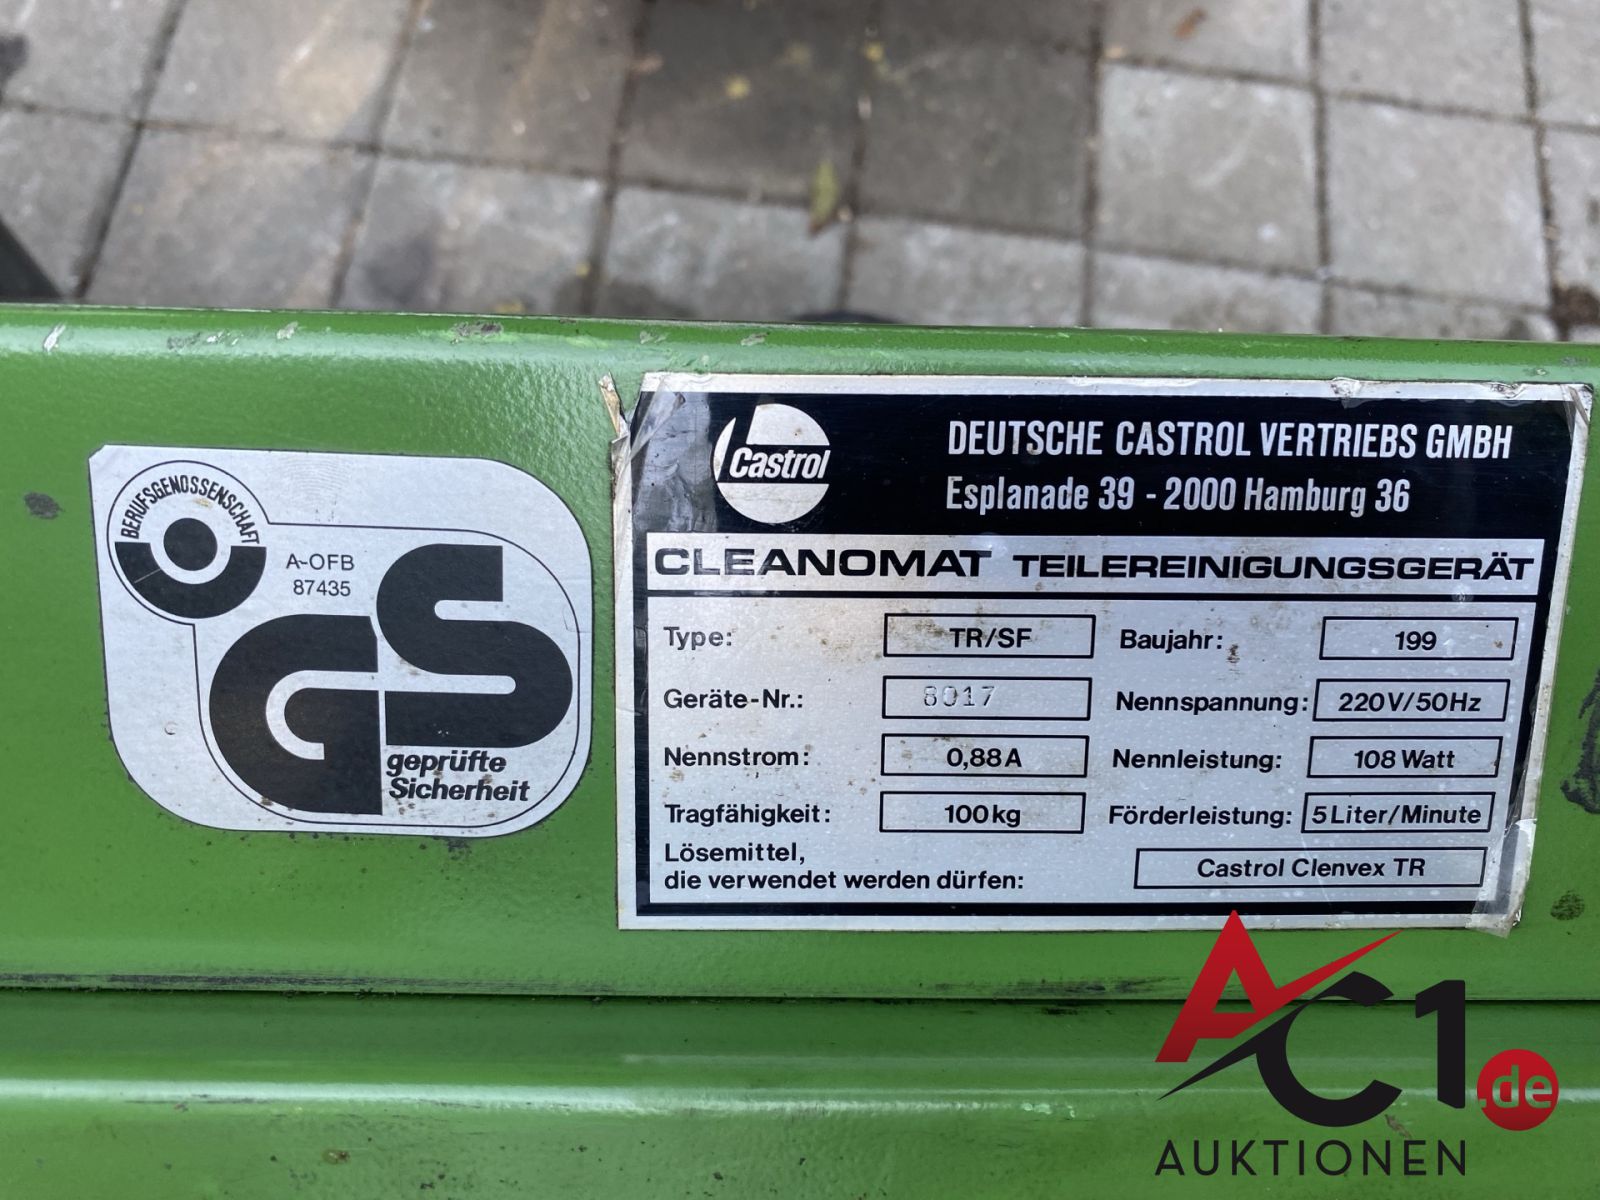 BERUFSGENOSSENSCHAFT
A-OFB
87435
GS
geprüfte
Sicherheit
Castrol
DEUTSCHE CASTROL VERTRIEBS GMBH
Esplanade 39 - 2000 Hamburg 36
CLEANOMAT TEILEREINIGUNGSGERÄT
Type: TR/SF Baujahr: 199
Geräte-Nr.: 8017 Nennspannung: 220V/50Hz
Nennstrom: 0,88A Nennleistung: 108 Watt
Tragfähigkeit: 100kg Förderleistung: 5 Liter/Minute
Lösemittel,
die verwendet werden dürfen: Castrol Clenvex TR
AC1.de
AUKTIONEN